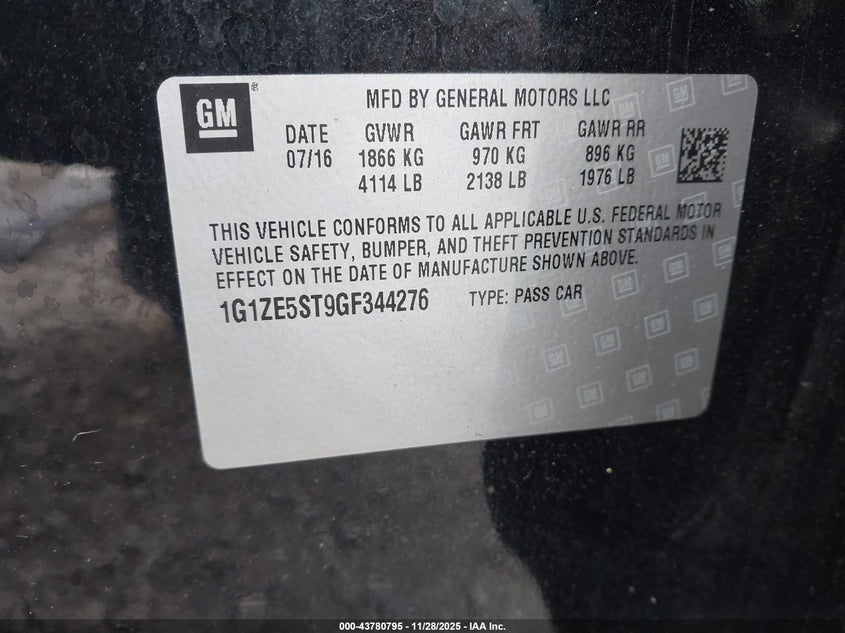 GM
MFD BY GENERAL MOTORS LLC
DATE GVWR GAWR FRT GAWR RR
07/16 1866 KG 970 KG 896 KG
4114 LB 2138 LB 1976 LB
THIS VEHICLE CONFORMS TO ALL APPLICABLE U.S. FEDERAL MOTOR
VEHICLE SAFETY, BUMPER, AND THEFT PREVENTION STANDARDS IN
EFFECT ON THE DATE OF MANUFACTURE SHOWN ABOVE.
1G1ZE5ST9GF344276 TYPE: PASS CAR
000-43780795 - 11/28/2025 - IAA Inc.